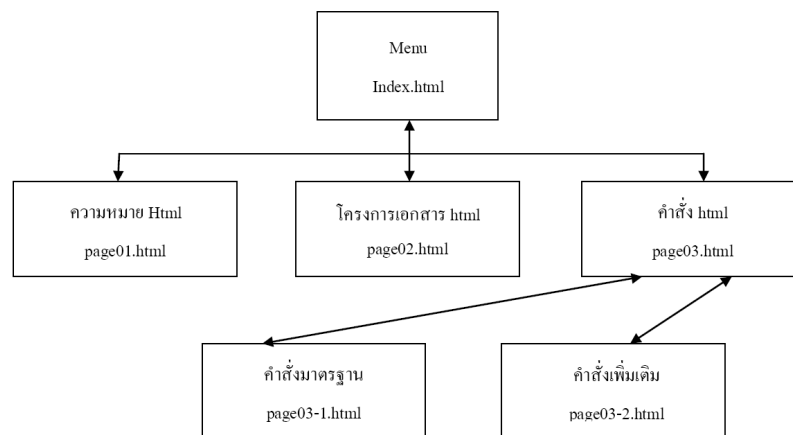 Menu
Index.html
ความหมาย Html
page01.html
โครงการเอกสาร html
page02.html
คำสั่ง html
page03.html
คำสั่งมาตรฐาน
page03-1.html
คำสั่งเพิ่มเติม
page03-2.html